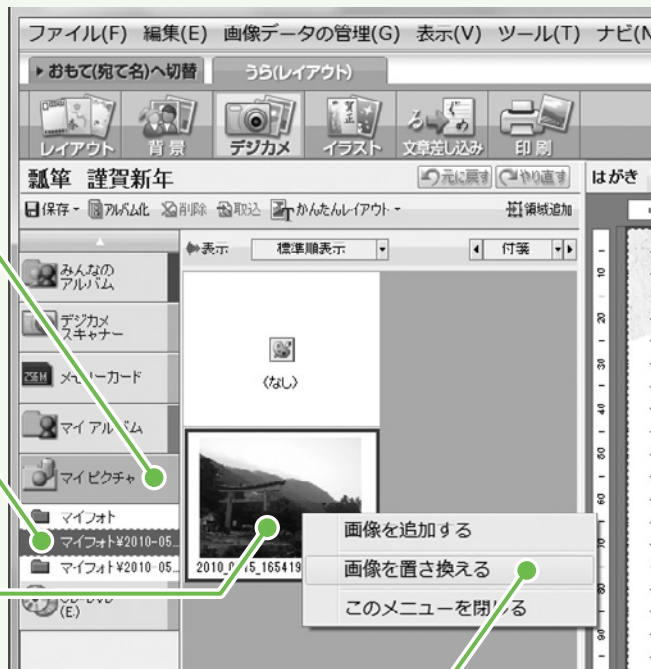 ファイル(F) 編集(E) 画像データの管理(G) 表示(V) ツール(T) ナビ(N
▶おもて(宛て名)へ切替 うら(レイアウト)
レイアウト 背景 デジカメ イラスト 文章差し込み 印刷
瓢箪 謹賀新年 元に戻す やり直す はがき
保存 アルバム化 削除 取込 かんたんレイアウト 領域追加
表示 標準順表示 付箋
みんなの
アルバム
デジカメ
スキャナー
メモリーカード
マイ アルバム
マイ ピクチャ
マイフォト
マイフォト¥2010-05...
マイフォト¥2010-05...
(E:)
(なし)
画像を追加する
画像を置き換える
このメニューを閉じる
10
20
30
40
50
60
70
80
90